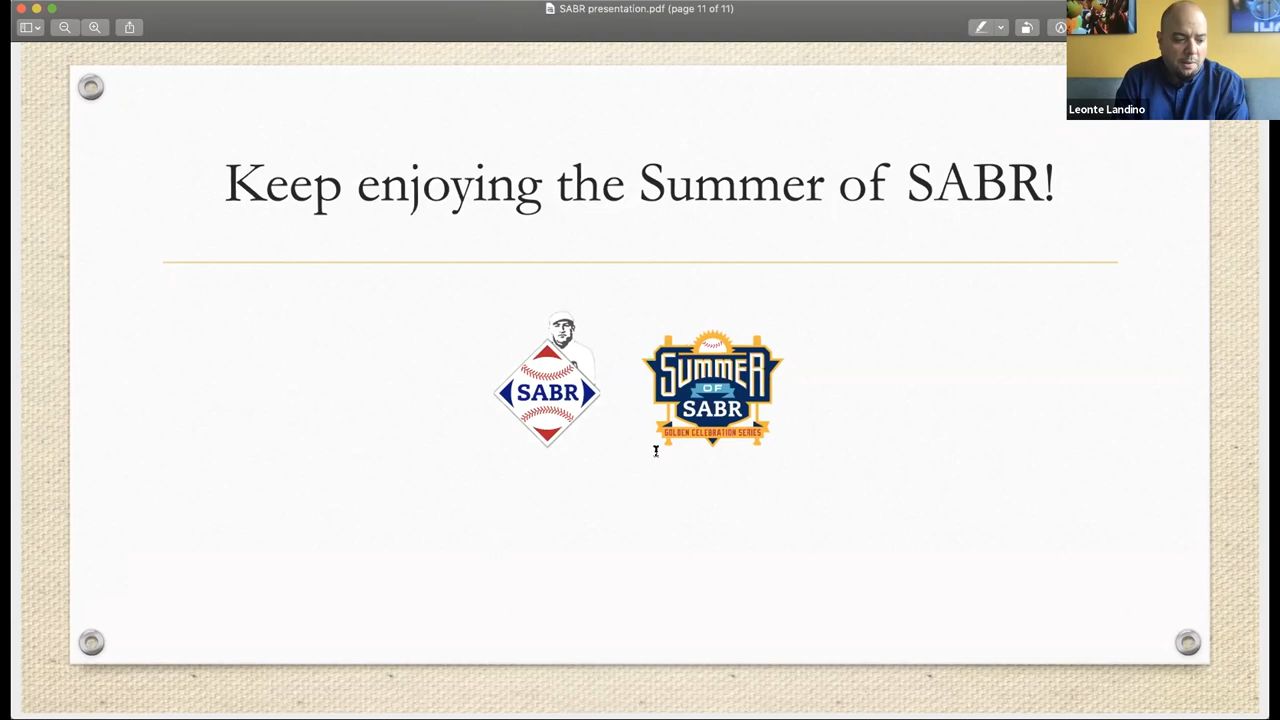 SABR presentation.pdf (page 11 of 11)
Leonte Landino
Keep enjoying the Summer of SABR!
SABR
SUMMER
OF
SABR
GOLDEN CELEBRATION SERIES